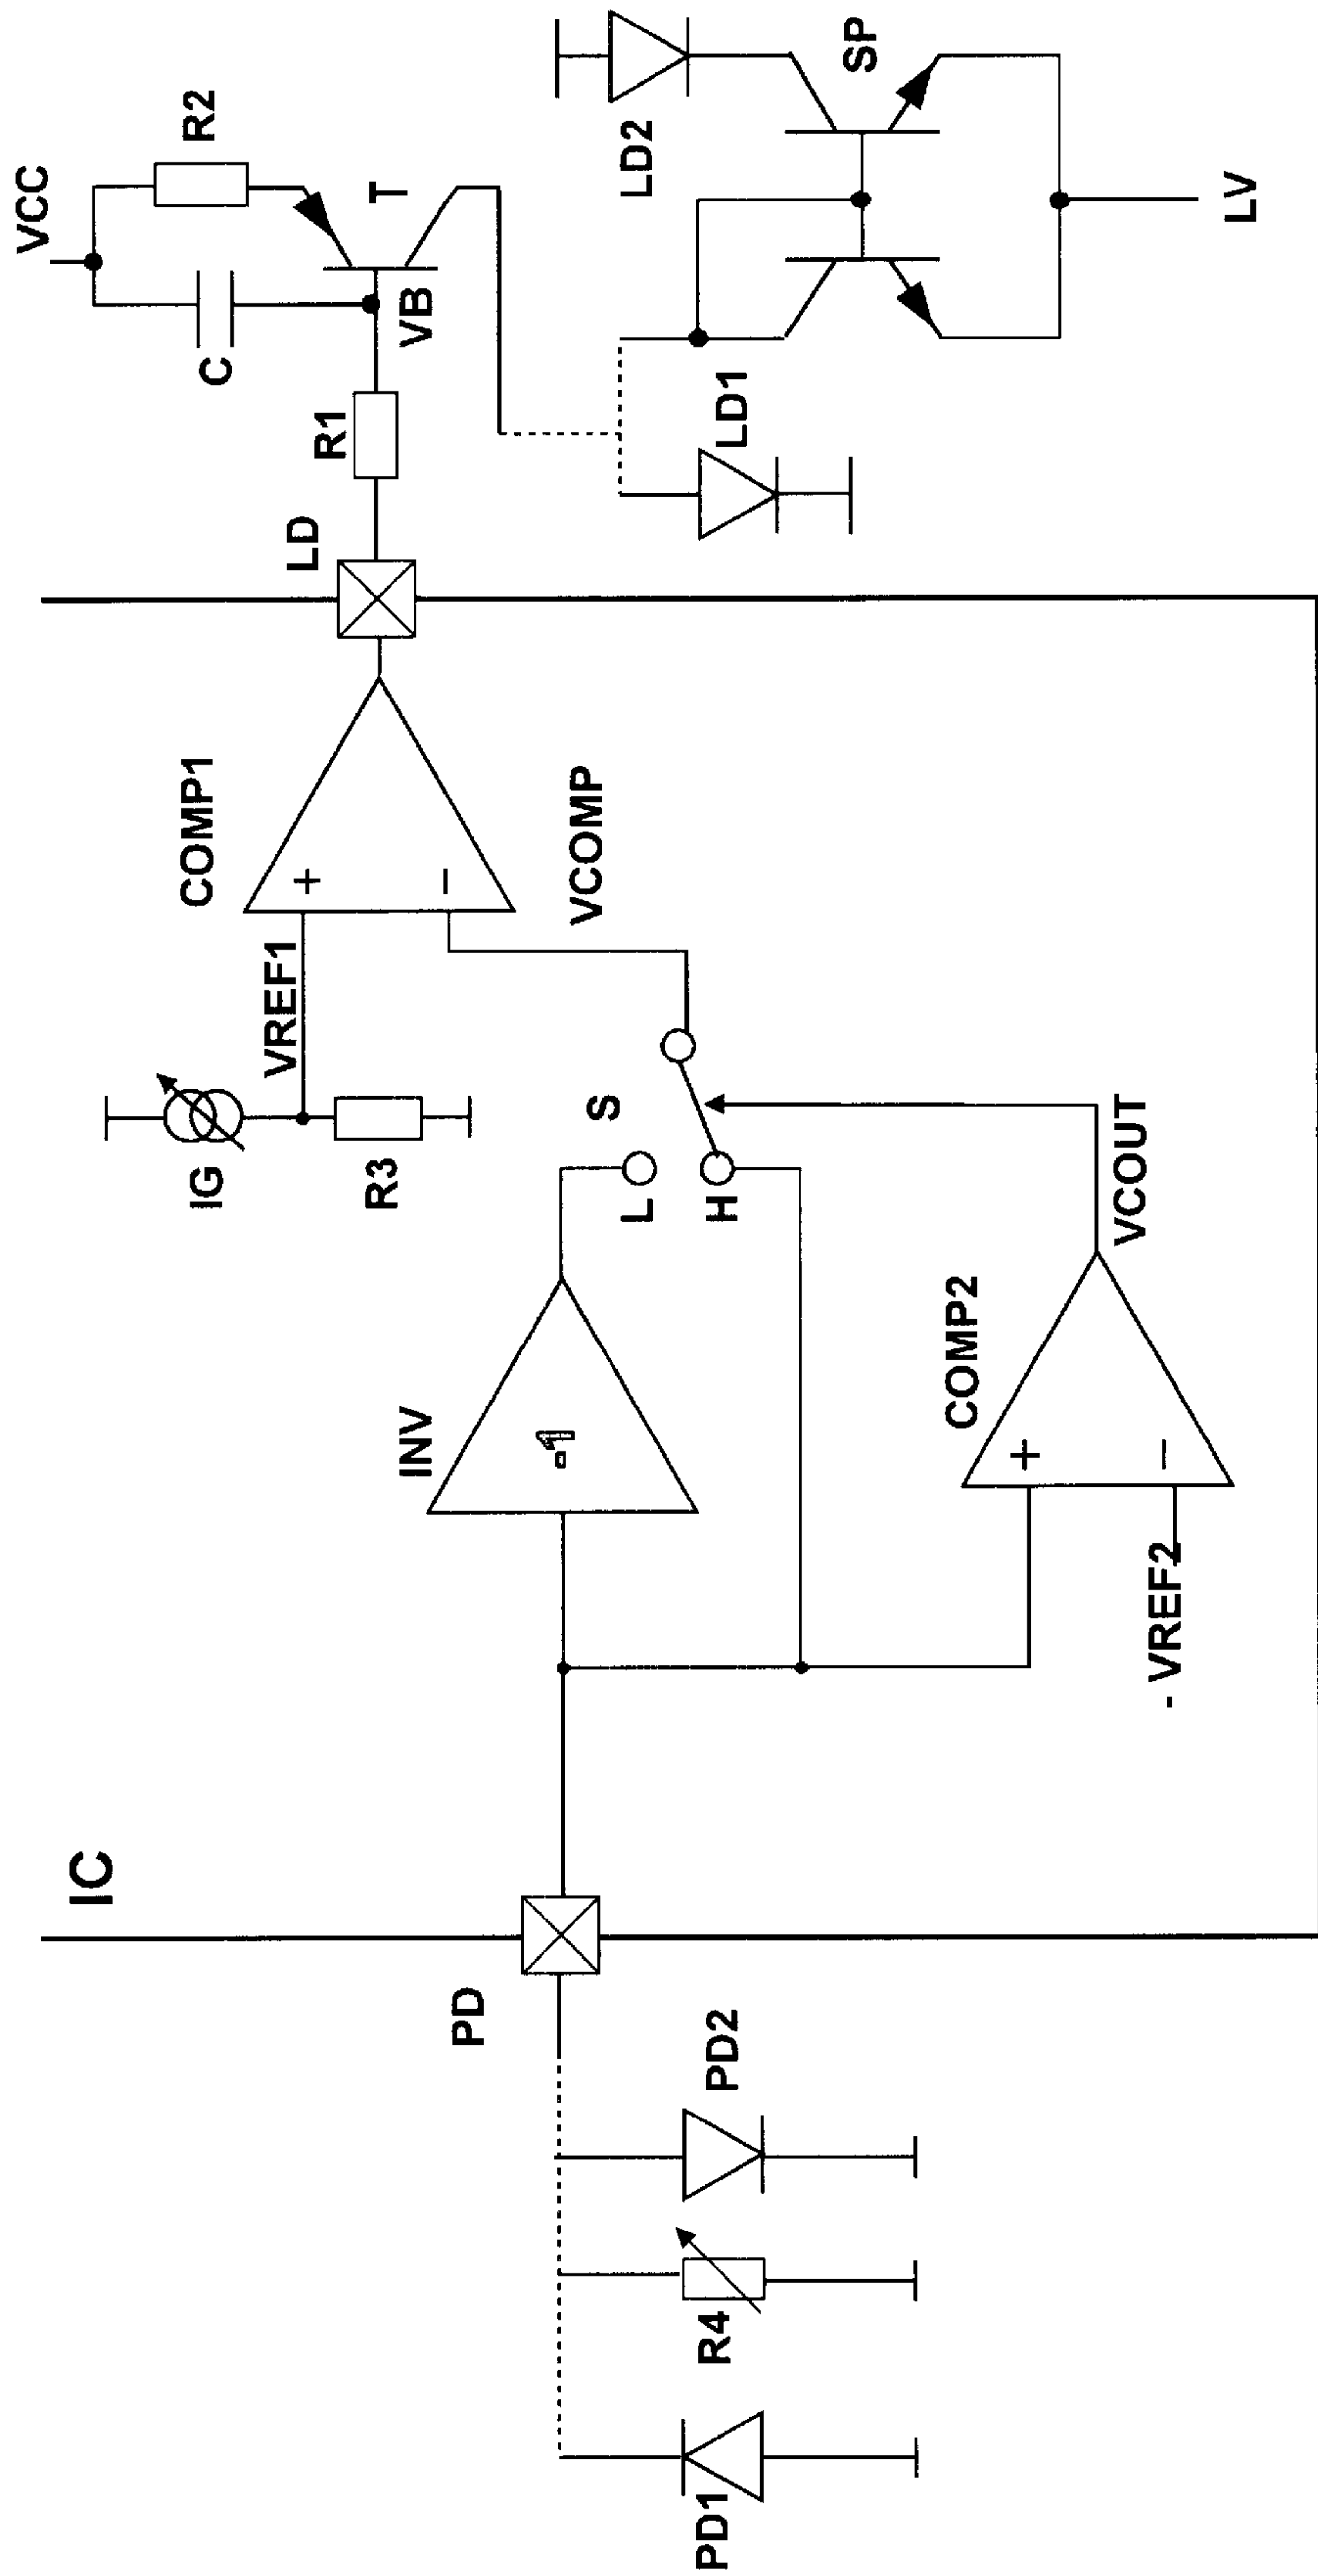 IC
PD
PD1
R4
PD2
INV
-1
COMP2
+
−
- VREF2
VCOUT
L
H
S
IG
R3
VREF1
COMP1
+
−
VCOMP
LD
R1
VB
C
VCC
R2
T
LD1
LD2
SP
LV